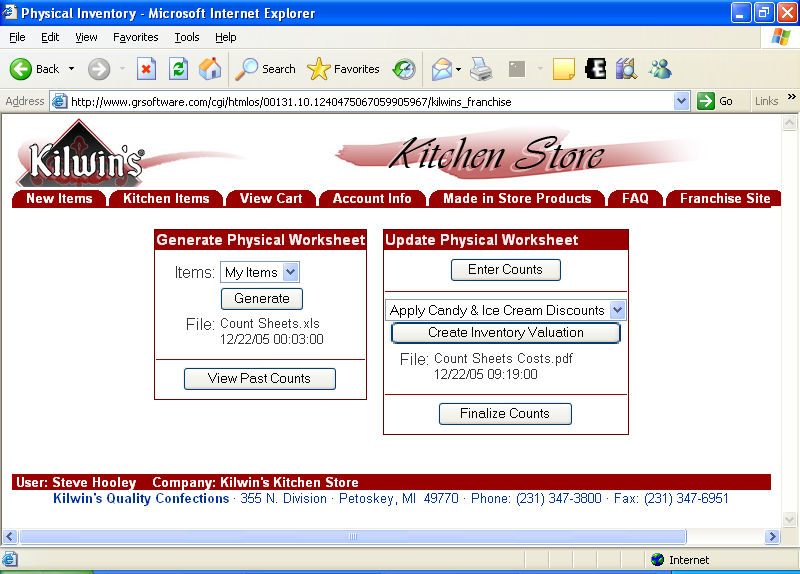 Physical Inventory - Microsoft Internet Explorer
File Edit View Favorites Tools Help
Back Search Favorites
Address http://www.grsoftware.com/cgi/htmlos/00131.10.1240475067059905967/kilwins_franchise Go Links »
Kilwin's® Kitchen Store
New Items Kitchen Items View Cart Account Info Made in Store Products FAQ Franchise Site
Generate Physical Worksheet
Items: My Items
Generate
File: Count Sheets.xls
12/22/05 00:03:00
View Past Counts
Update Physical Worksheet
Enter Counts
Apply Candy & Ice Cream Discounts
Create Inventory Valuation
File: Count Sheets Costs.pdf
12/22/05 09:19:00
Finalize Counts
User: Steve Hooley Company: Kilwin's Kitchen Store
Kilwin's Quality Confections · 355 N. Division · Petoskey, MI 49770 · Phone: (231) 347-3800 · Fax: (231) 347-6951
Internet